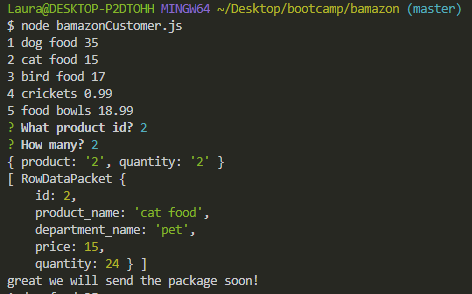 Laura@DESKTOP-P2DTOHH MINGW64 ~/Desktop/bootcamp/bamazon (master)
$ node bamazonCustomer.js
1 dog food 35
2 cat food 15
3 bird food 17
4 crickets 0.99
5 food bowls 18.99
? What product id? 2
? How many? 2
{ product: '2', quantity: '2' }
[ RowDataPacket {
    id: 2,
    product_name: 'cat food',
    department_name: 'pet',
    price: 15,
    quantity: 24 } ]
great we will send the package soon!